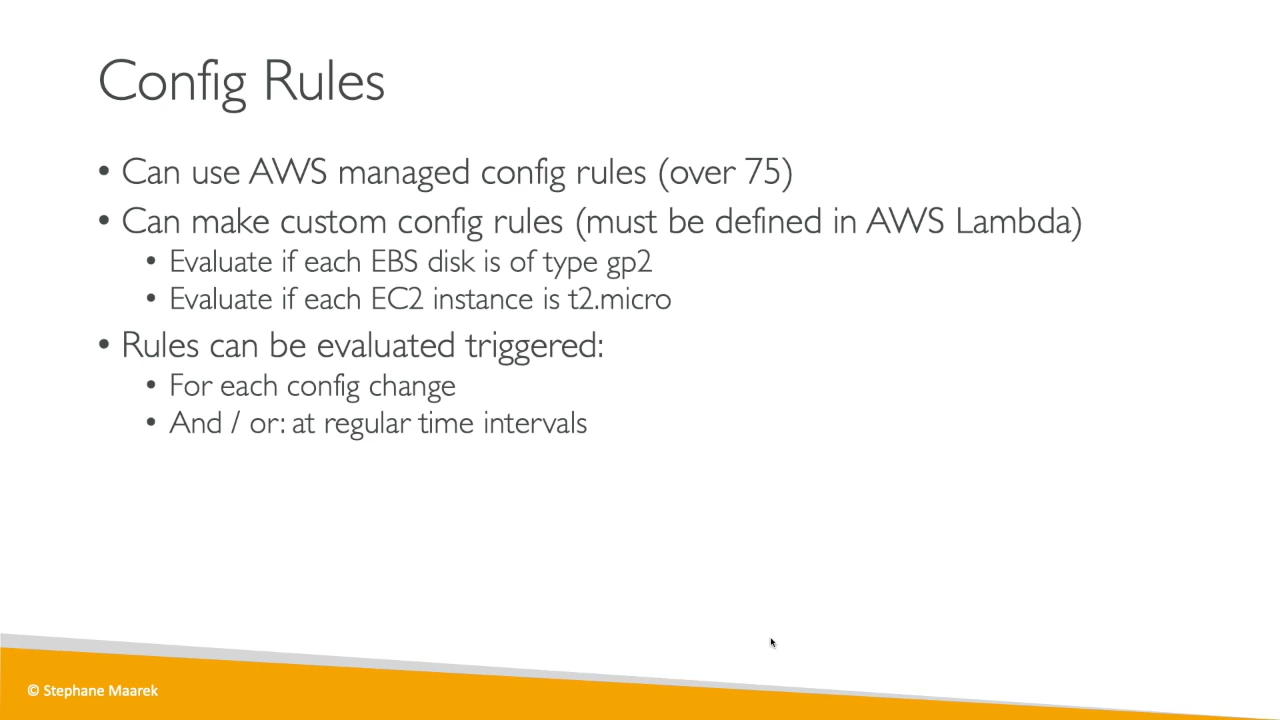 Config Rules
• Can use AWS managed config rules (over 75)
• Can make custom config rules (must be defined in AWS Lambda)
• Evaluate if each EBS disk is of type gp2
• Evaluate if each EC2 instance is t2.micro
• Rules can be evaluated triggered:
• For each config change
• And / or: at regular time intervals
© Stephane Maarek